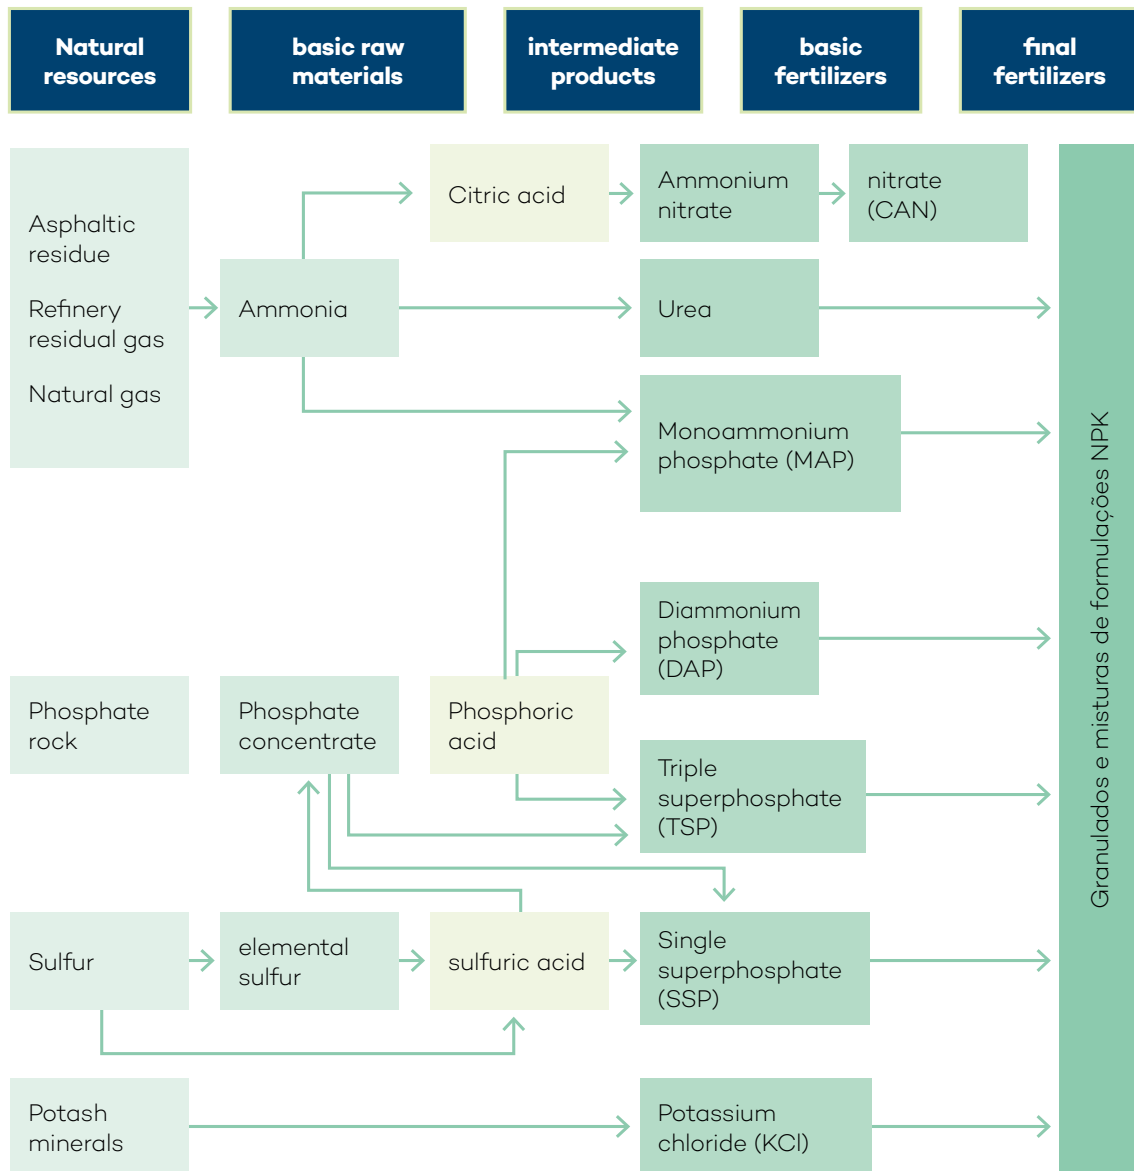 Natural
resources
basic raw
materials
intermediate
products
basic
fertilizers
final
fertilizers
Asphaltic
residue
Refinery
residual gas
Natural gas
Ammonia
Citric acid
Ammonium
nitrate
nitrate
(CAN)
Urea
Monoammonium
phosphate (MAP)
Diammonium
phosphate
(DAP)
Phosphate
rock
Phosphate
concentrate
Phosphoric
acid
Triple
superphosphate
(TSP)
Sulfur
elemental
sulfur
sulfuric acid
Single
superphosphate
(SSP)
Potash
minerals
Potassium
chloride (KCl)
Granulados e misturas de formulações NPK